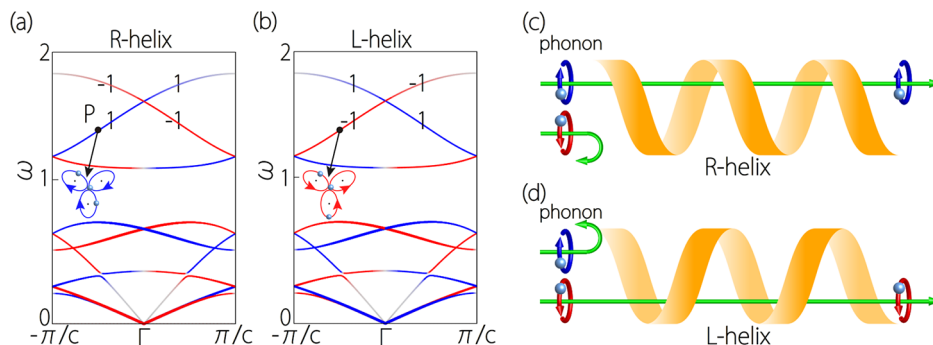 (a)
R-helix
2
-1
1
P
1
-1
ω
1
0
-π/c
Γ
π/c
(b)
L-helix
2
-1
1
-1
1
ω
1
0
-π/c
Γ
π/c
(c)
phonon
R-helix
(d)
phonon
L-helix